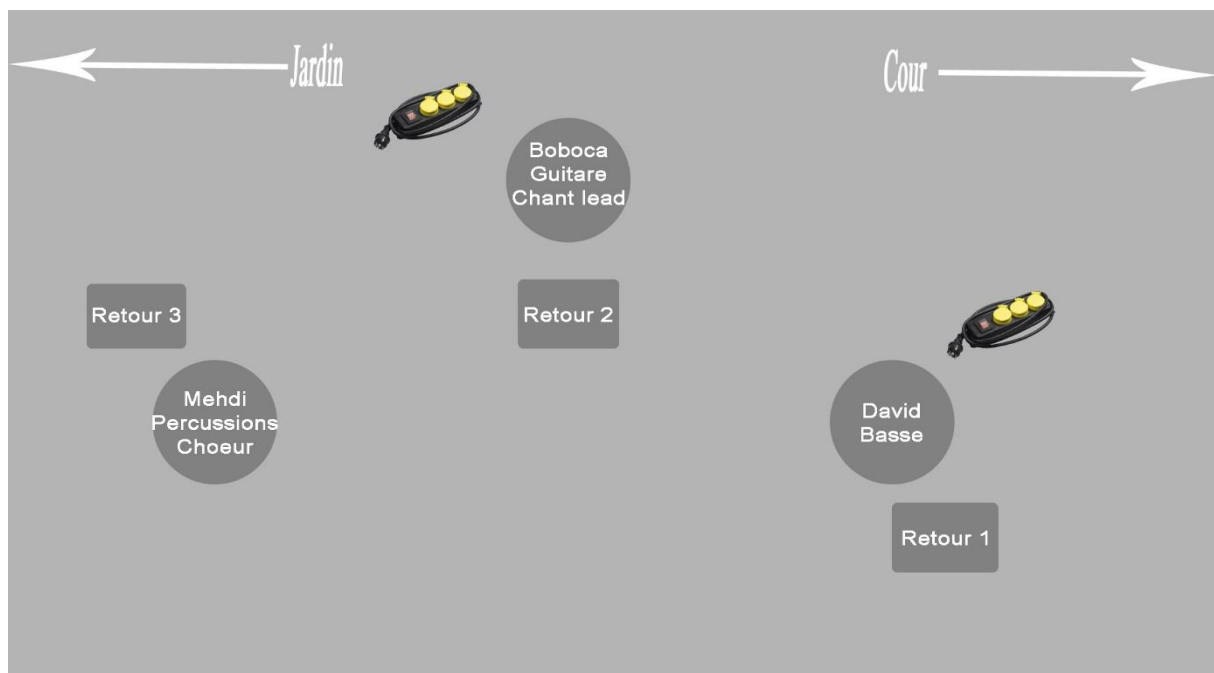 Jardin
Cour
Boboca
Guitare
Chant lead
Retour 3
Retour 2
Mehdi
Percussions
Choeur
David
Basse
Retour 1